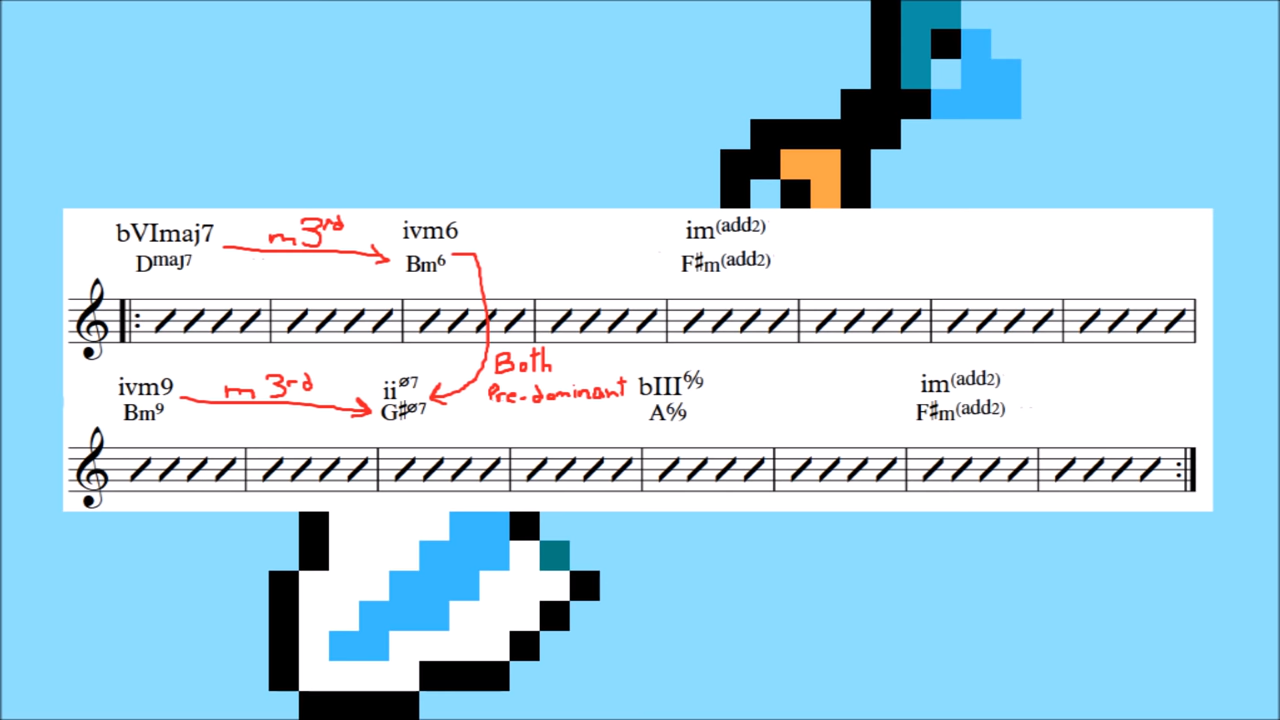 bVImaj7 m 3rd ivm6 im(add2)
Dmaj7 Bm6 F♯m(add2)
Both
Pre-dominant
ivm9 m 3rd iiø7 bIII6/9 im(add2)
Bm9 G♯ø7 A6/9 F♯m(add2)